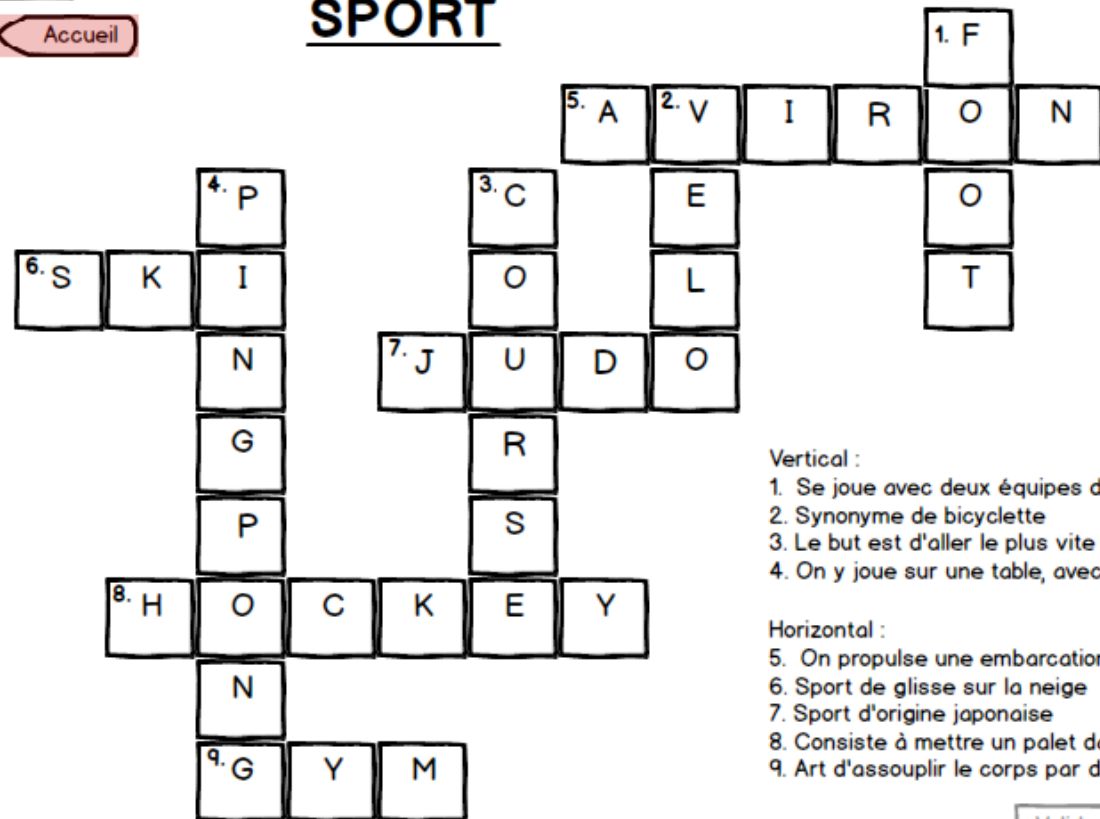 SPORT
Accueil
1. F
5. A 2. V I R O N
4. P 3. C E O
6. S K I O L T
N 7. J U D O
G R
P S
8. H O C K E Y
N
9. G Y M
Vertical :
1. Se joue avec deux équipes
2. Synonyme de bicyclette
3. Le but est d'aller le plus vite
4. On y joue sur une table, avec
Horizontal :
5. On propulse une embarcation
6. Sport de glisse sur la neige
7. Sport d'origine japonaise
8. Consiste à mettre un palet
9. Art d'assouplir le corps par